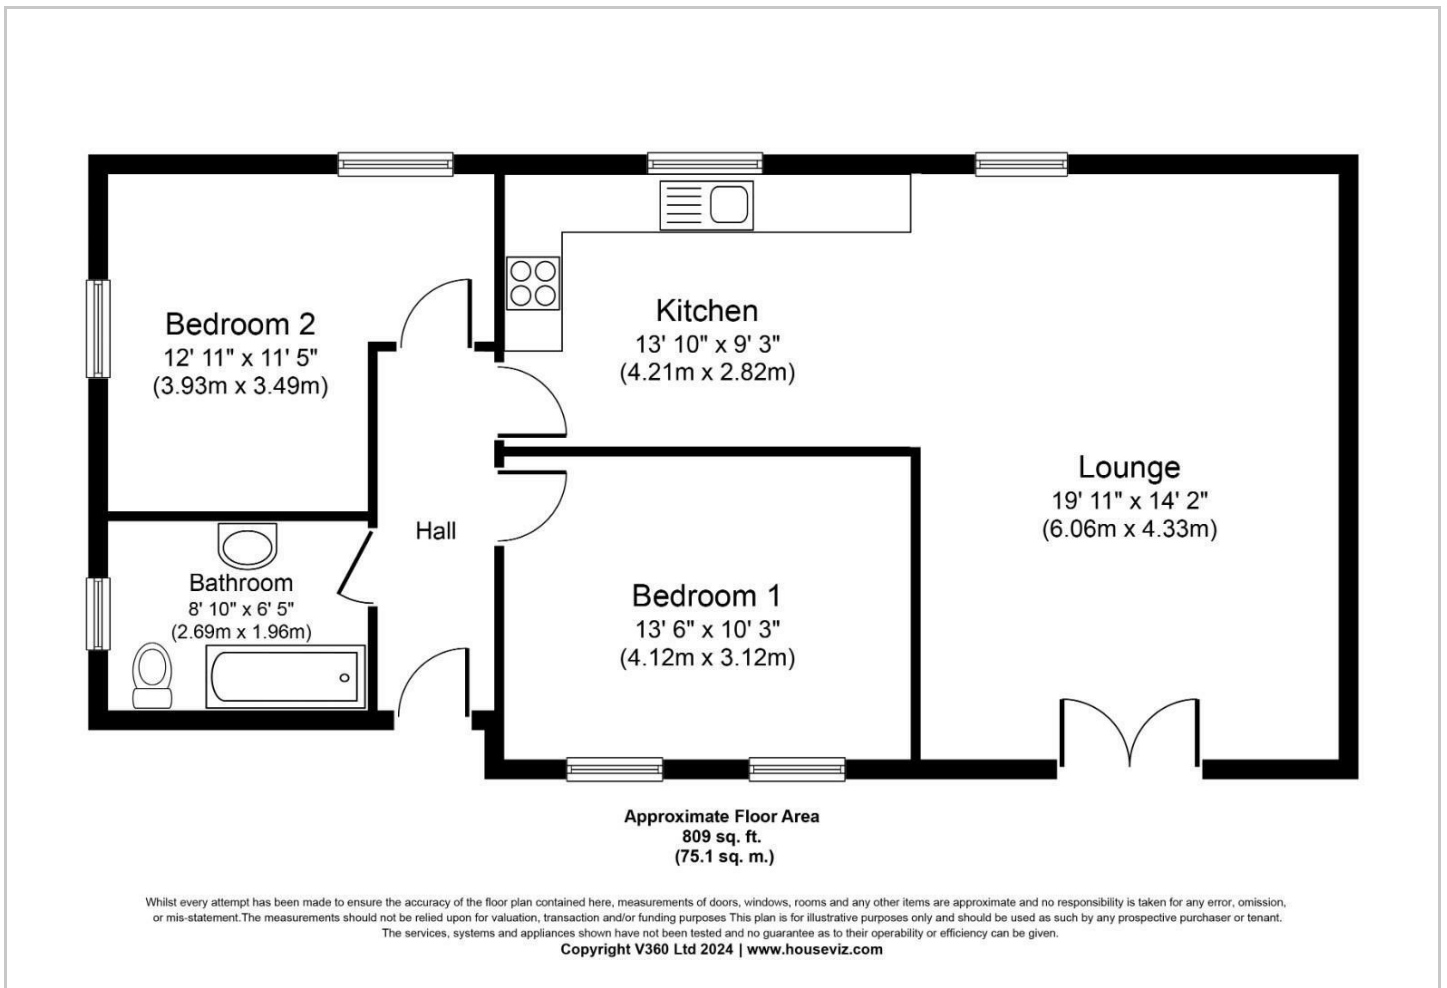 Bedroom 2
12' 11" x 11' 5"
(3.93m x 3.49m)
Kitchen
13' 10" x 9' 3"
(4.21m x 2.82m)
Lounge
19' 11" x 14' 2"
(6.06m x 4.33m)
Hall
Bathroom
8' 10" x 6' 5"
(2.69m x 1.96m)
Bedroom 1
13' 6" x 10' 3"
(4.12m x 3.12m)
Approximate Floor Area
809 sq. ft.
(75.1 sq. m.)
Whilst every attempt has been made to ensure the accuracy of the floor plan contained here, measurements of doors, windows, rooms and any other items are approximate and no responsibility is taken for any error, omission,
or mis-statement.The measurements should not be relied upon for valuation, transaction and/or funding purposes This plan is for illustrative purposes only and should be used as such by any prospective purchaser or tenant.
The services, systems and appliances shown have not been tested and no guarantee as to their operability or efficiency can be given.
Copyright V360 Ltd 2024 | www.houseviz.com